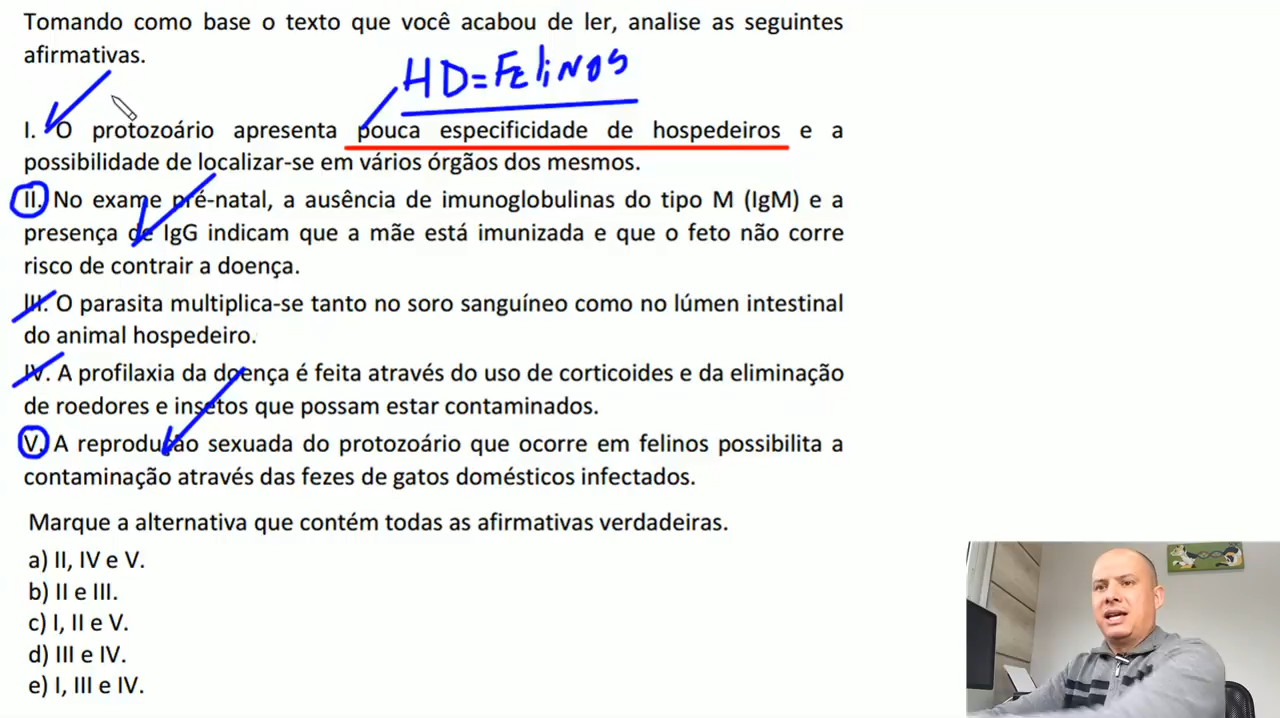 Tomando como base o texto que você acabou de ler, analise as seguintes
afirmativas.
HD=FElINOS
I. O protozoário apresenta pouca especificidade de hospedeiros e a
possibilidade de localizar-se em vários órgãos dos mesmos.
II. No exame pré-natal, a ausência de imunoglobulinas do tipo M (IgM) e a
presença de IgG indicam que a mãe está imunizada e que o feto não corre
risco de contrair a doença.
III. O parasita multiplica-se tanto no soro sanguíneo como no lúmen intestinal
do animal hospedeiro.
IV. A profilaxia da doença é feita através do uso de corticoides e da eliminação
de roedores e insetos que possam estar contaminados.
V. A reprodução sexuada do protozoário que ocorre em felinos possibilita a
contaminação através das fezes de gatos domésticos infectados.
Marque a alternativa que contém todas as afirmativas verdadeiras.
a) II, IV e V.
b) II e III.
c) I, II e V.
d) III e IV.
e) I, III e IV.